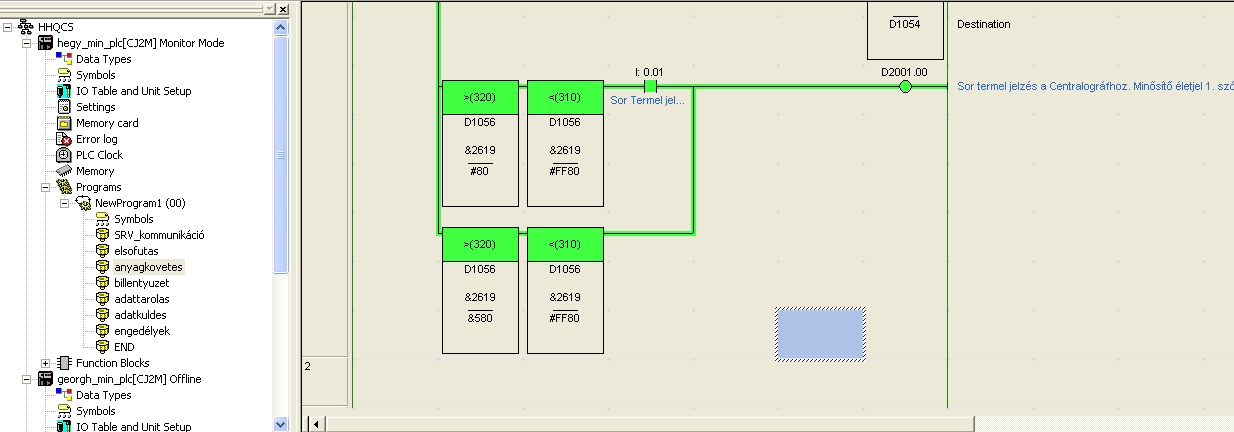 HHQCS
hegy_min_plc[CJ2M] Monitor Mode
Data Types
Symbols
IO Table and Unit Setup
Settings
Memory card
Error log
PLC Clock
Memory
Programs
NewProgram1 (00)
Symbols
SRV_kommunikáció
elsofutas
anyagkovetes
billentyuzet
adattarolas
adatkuldes
engedélyek
END
Function Blocks
georgh_min_plc[CJ2M] Offline
Data Types
Symbols
IO Table and Unit Setup
D1054
Destination
I: 0.01
D2001.00
>(320)
<(310)
Sor Termel jel...
Sor termel jelzés a Centralográfhoz. Minősítő életjel 1. szó
D1056
D1056
&2619
&2619
#80
#FF80
>(320)
<(310)
D1056
D1056
&2619
&2619
&580
#FF80
2